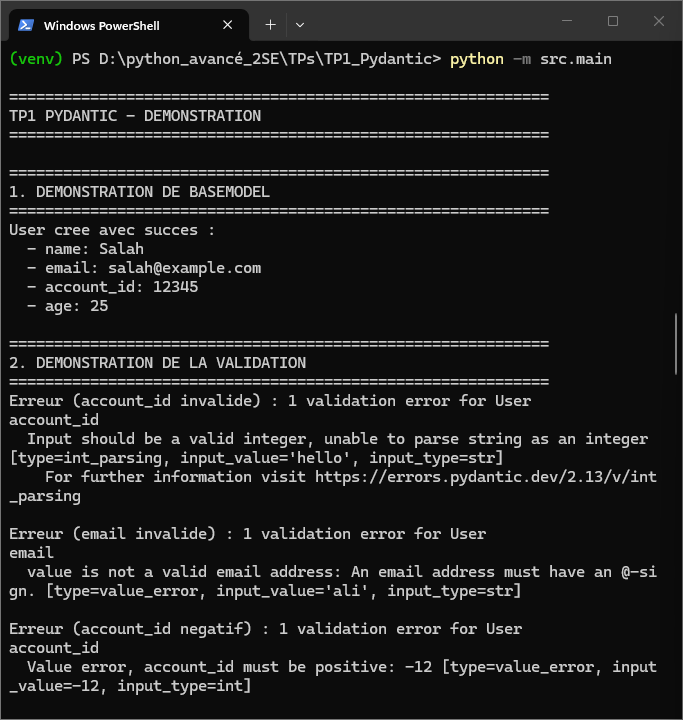 Windows PowerShell
(venv) PS D:\python_avancé_2SE\TPs\TP1_Pydantic> python -m src.main
============================================================
TP1 PYDANTIC - DEMONSTRATION
============================================================
============================================================
1. DEMONSTRATION DE BASEMODEL
============================================================
User cree avec succes :
  - name: Salah
  - email: salah@example.com
  - account_id: 12345
  - age: 25
============================================================
2. DEMONSTRATION DE LA VALIDATION
============================================================
Erreur (account_id invalide) : 1 validation error for User
account_id
  Input should be a valid integer, unable to parse string as an integer
[type=int_parsing, input_value='hello', input_type=str]
    For further information visit https://errors.pydantic.dev/2.13/v/int
_parsing
Erreur (email invalide) : 1 validation error for User
email
  value is not a valid email address: An email address must have an @-si
gn. [type=value_error, input_value='ali', input_type=str]
Erreur (account_id negatif) : 1 validation error for User
account_id
  Value error, account_id must be positive: -12 [type=value_error, input
_value=-12, input_type=int]